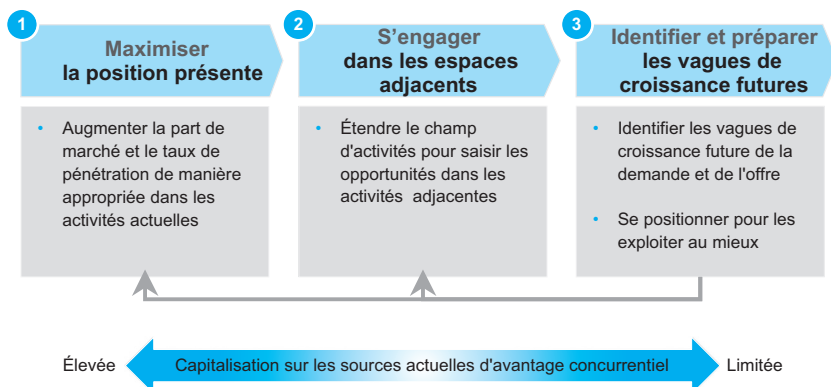 1
Maximiser
la position présente
2
S'engager
dans les espaces
adjacents
3
Identifier et préparer
les vagues de
croissance futures
• Augmenter la part de
marché et le taux de
pénétration de manière
appropriée dans les
activités actuelles
• Étendre le champ
d'activités pour saisir les
opportunités dans les
activités adjacentes
• Identifier les vagues de
croissance future de la
demande et de l'offre
• Se positionner pour les
exploiter au mieux
Élevée
Capitalisation sur les sources actuelles d'avantage concurrentiel
Limitée